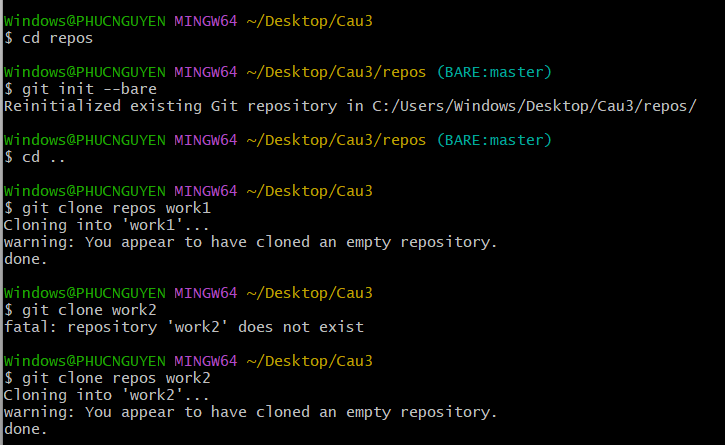 Windows@PHUCNGUYEN MINGW64 ~/Desktop/Cau3
$ cd repos
Windows@PHUCNGUYEN MINGW64 ~/Desktop/Cau3/repos (BARE:master)
$ git init --bare
Reinitialized existing Git repository in C:/Users/Windows/Desktop/Cau3/repos/
Windows@PHUCNGUYEN MINGW64 ~/Desktop/Cau3/repos (BARE:master)
$ cd ..
Windows@PHUCNGUYEN MINGW64 ~/Desktop/Cau3
$ git clone repos work1
Cloning into 'work1'...
warning: You appear to have cloned an empty repository.
done.
Windows@PHUCNGUYEN MINGW64 ~/Desktop/Cau3
$ git clone work2
fatal: repository 'work2' does not exist
Windows@PHUCNGUYEN MINGW64 ~/Desktop/Cau3
$ git clone repos work2
Cloning into 'work2'...
warning: You appear to have cloned an empty repository.
done.